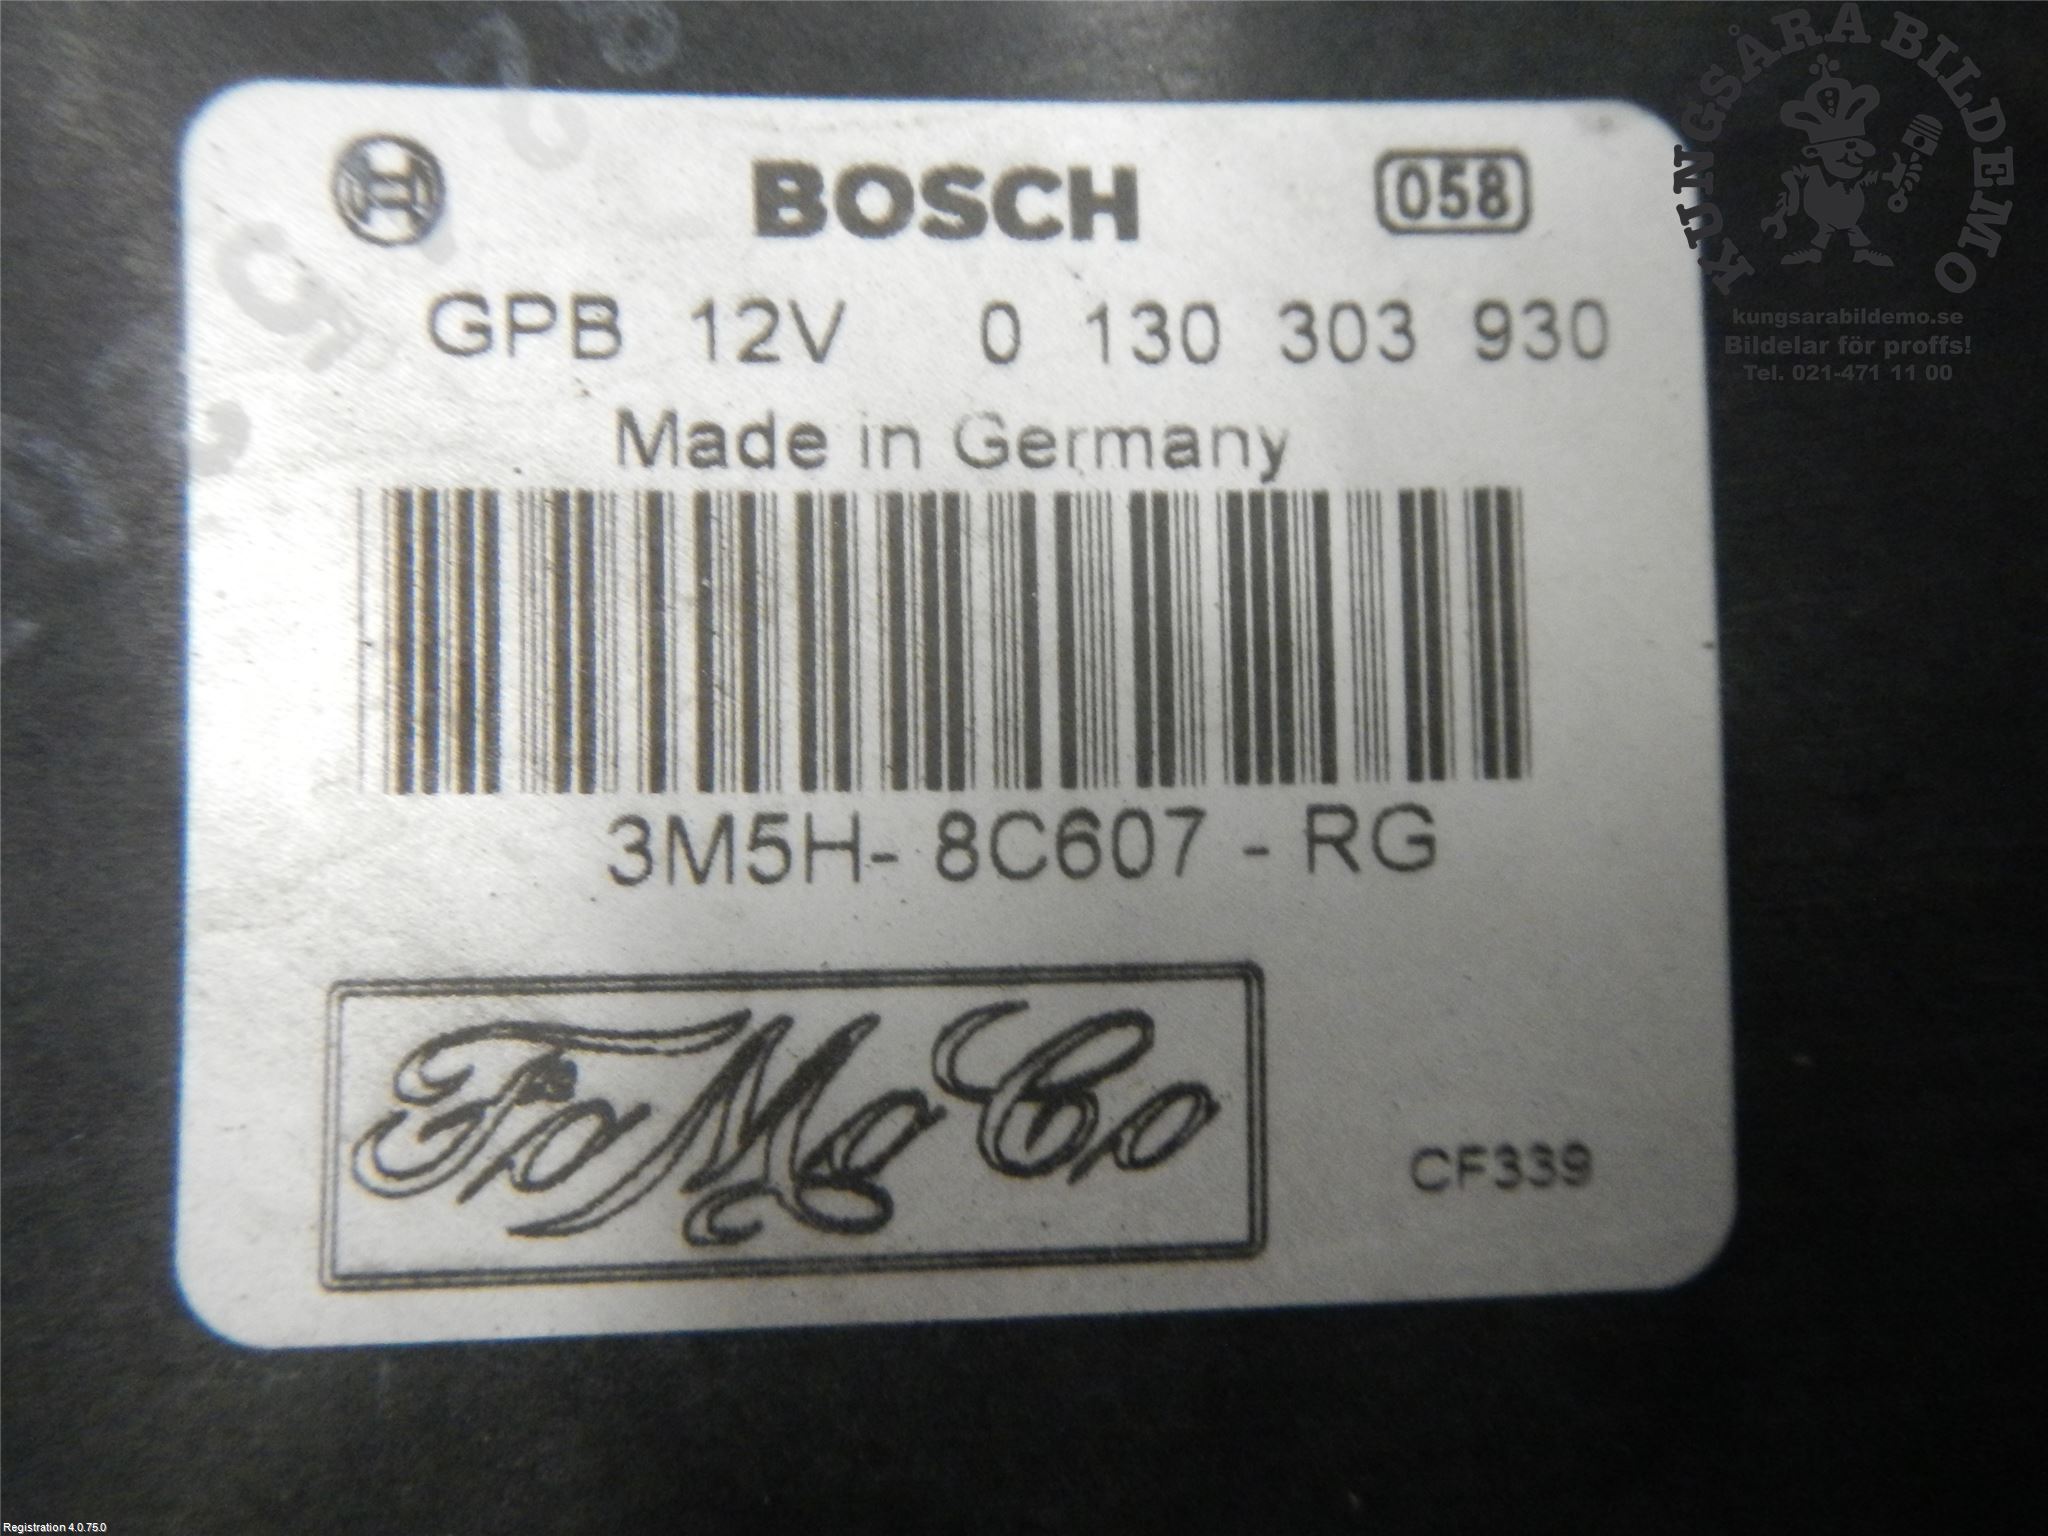 BOSCH
058
GPB 12V 0 130 303 930
Made in Germany
3M5H- 8C607 - RG
FoMoCo
CF339
KUNGSÅRA BILDEMO
kungsarabildemo.se
Bildelar för proffs!
Tel. 021-471 11 00
Registration 4.0.75.0